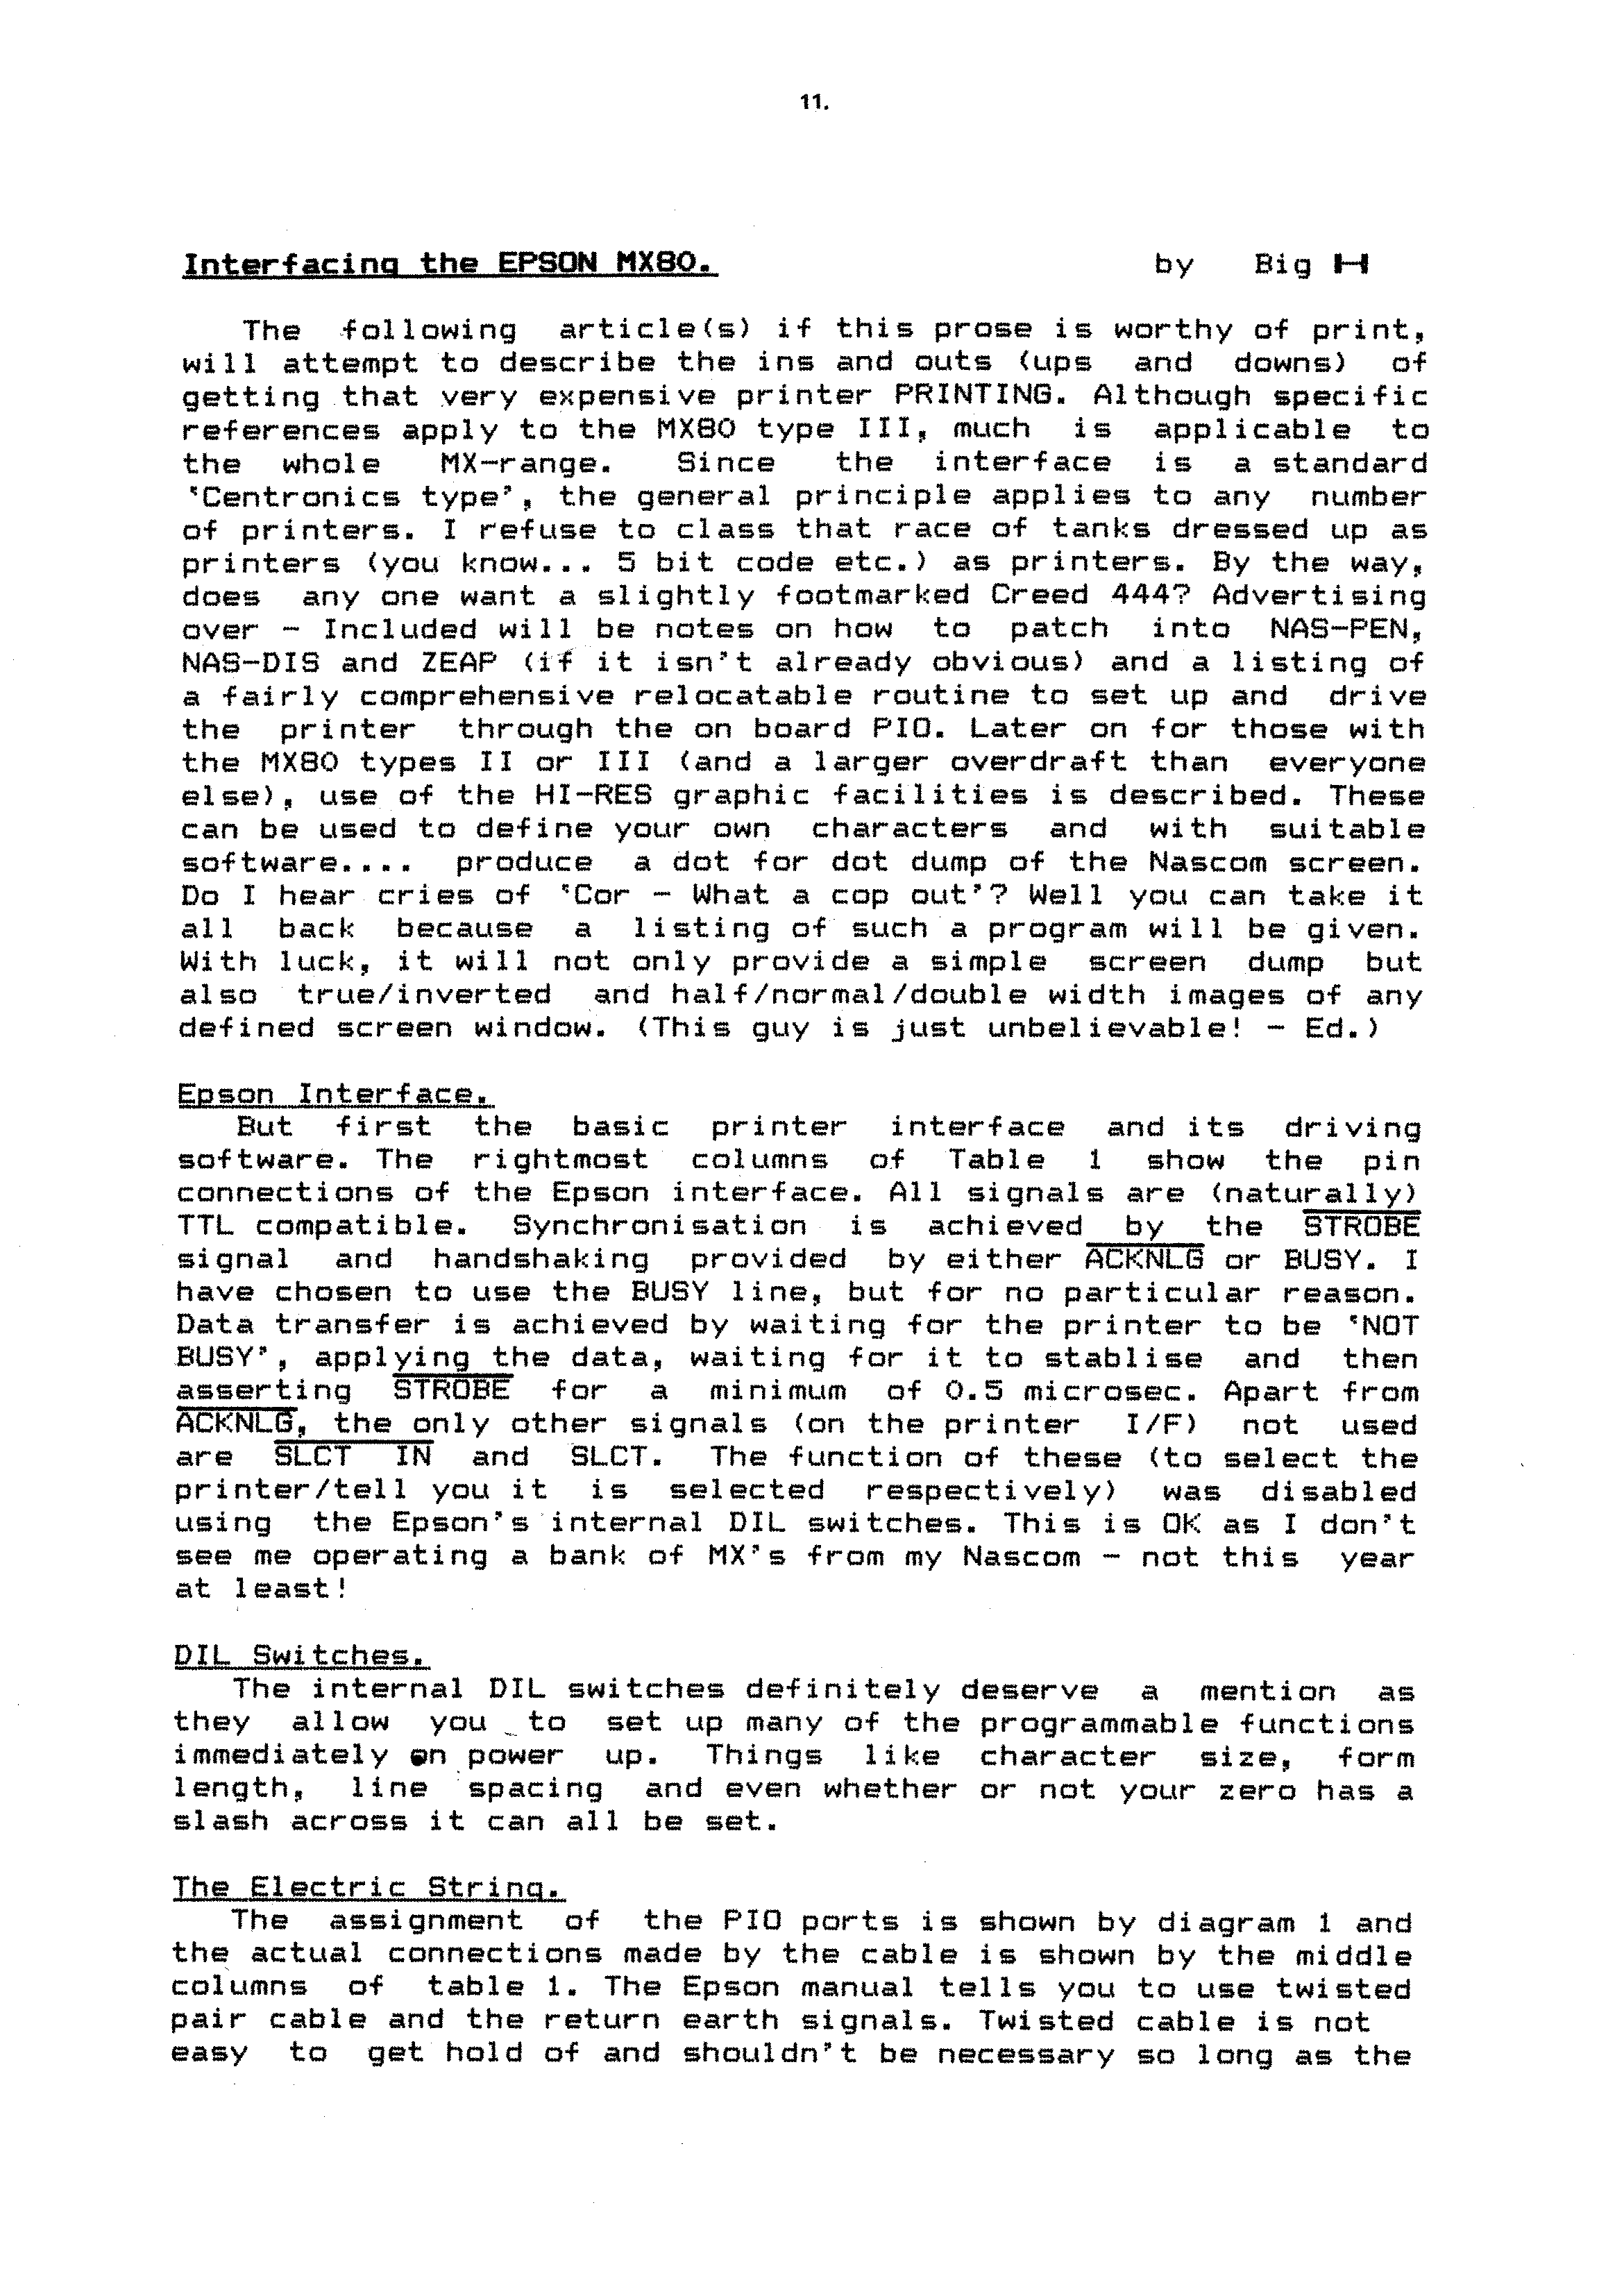 11.
Interfacing the EPSON MX80. by Big H
The following article(s) if this prose is worthy of print,
will attempt to describe the ins and outs (ups and downs) of
getting that very expensive printer PRINTING. Although specific
references apply to the MX80 type III, much is applicable to
the whole MX-range. Since the interface is a standard
'Centronics type', the general principle applies to any number
of printers. I refuse to class that race of tanks dressed up as
printers (you know... 5 bit code etc.) as printers. By the way,
does any one want a slightly footmarked Creed 444? Advertising
over - Included will be notes on how to patch into NAS-PEN,
NAS-DIS and ZEAP (if it isn't already obvious) and a listing of
a fairly comprehensive relocatable routine to set up and drive
the printer through the on board PIO. Later on for those with
the MX80 types II or III (and a larger overdraft than everyone
else), use of the HI-RES graphic facilities is described. These
can be used to define your own characters and with suitable
software.... produce a dot for dot dump of the Nascom screen.
Do I hear cries of 'Cor - What a cop out'? Well you can take it
all back because a listing of such a program will be given.
With luck, it will not only provide a simple screen dump but
also true/inverted and half/normal/double width images of any
defined screen window. (This guy is just unbelievable! - Ed.)
Epson Interface.
But first the basic printer interface and its driving
software. The rightmost columns of Table 1 show the pin
connections of the Epson interface. All signals are (naturally)
TTL compatible. Synchronisation is achieved by the STROBE
signal and handshaking provided by either ACKNLG or BUSY. I
have chosen to use the BUSY line, but for no particular reason.
Data transfer is achieved by waiting for the printer to be 'NOT
BUSY', applying the data, waiting for it to stablise and then
asserting STROBE for a minimum of 0.5 microsec. Apart from
ACKNLG, the only other signals (on the printer I/F) not used
are SLCT IN and SLCT. The function of these (to select the
printer/tell you it is selected respectively) was disabled
using the Epson's internal DIL switches. This is OK as I don't
see me operating a bank of MX's from my Nascom - not this year
at least!
DIL Switches.
The internal DIL switches definitely deserve a mention as
they allow you to set up many of the programmable functions
immediately on power up. Things like character size, form
length, line spacing and even whether or not your zero has a
slash across it can all be set.
The Electric String.
The assignment of the PIO ports is shown by diagram 1 and
the actual connections made by the cable is shown by the middle
columns of table 1. The Epson manual tells you to use twisted
pair cable and the return earth signals. Twisted cable is not
easy to get hold of and shouldn't be necessary so long as the